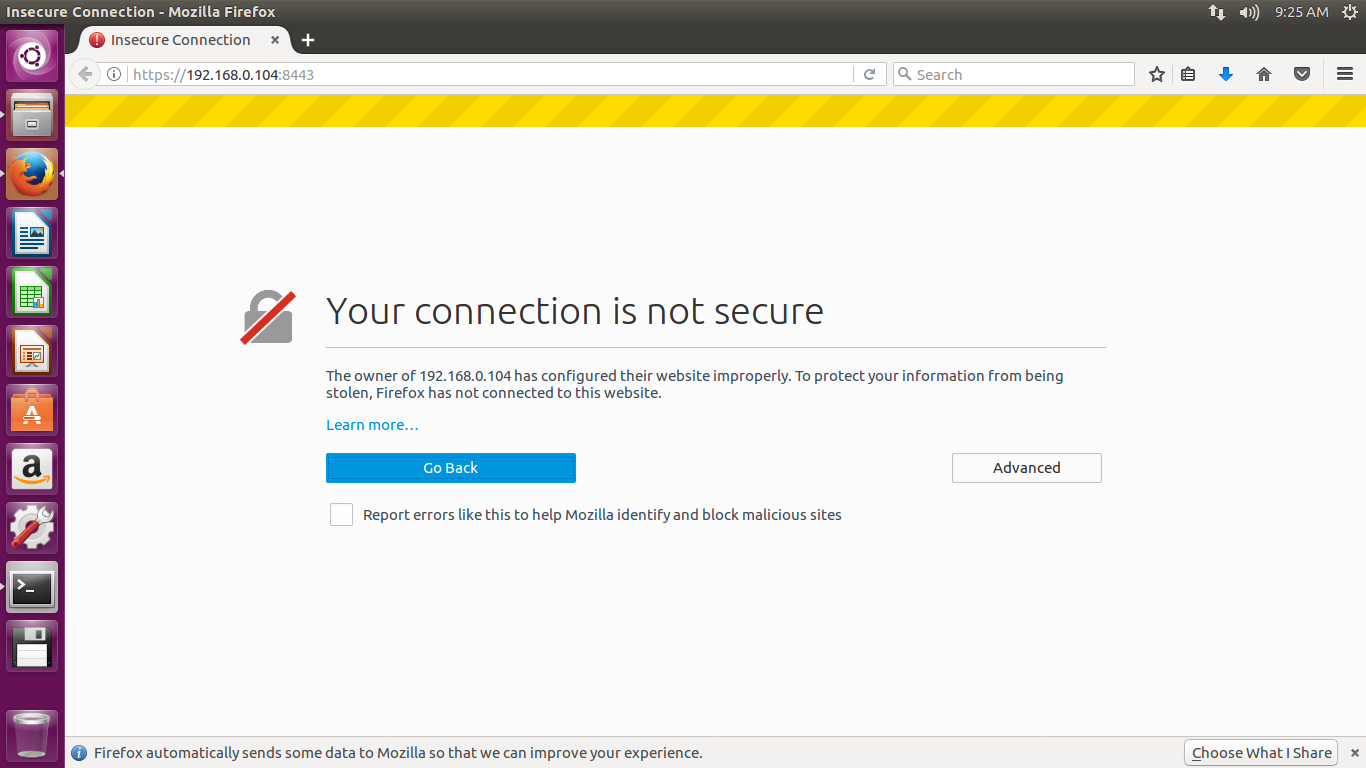 Insecure Connection - Mozilla Firefox
9:25 AM
Insecure Connection
https://192.168.0.104:8443
Search
Your connection is not secure
The owner of 192.168.0.104 has configured their website improperly. To protect your information from being
stolen, Firefox has not connected to this website.
Learn more…
Go Back
Advanced
Report errors like this to help Mozilla identify and block malicious sites
Firefox automatically sends some data to Mozilla so that we can improve your experience.
Choose What I Share